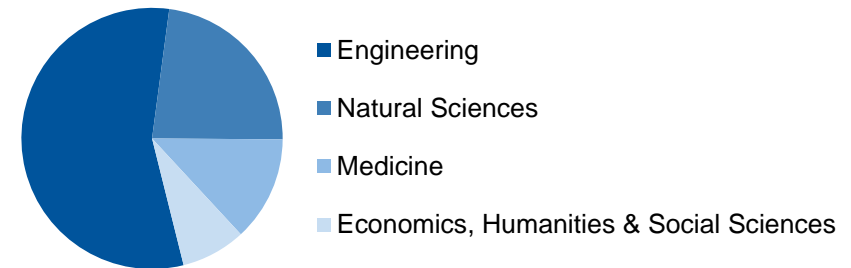 Engineering
Natural Sciences
Medicine
Economics, Humanities & Social Sciences